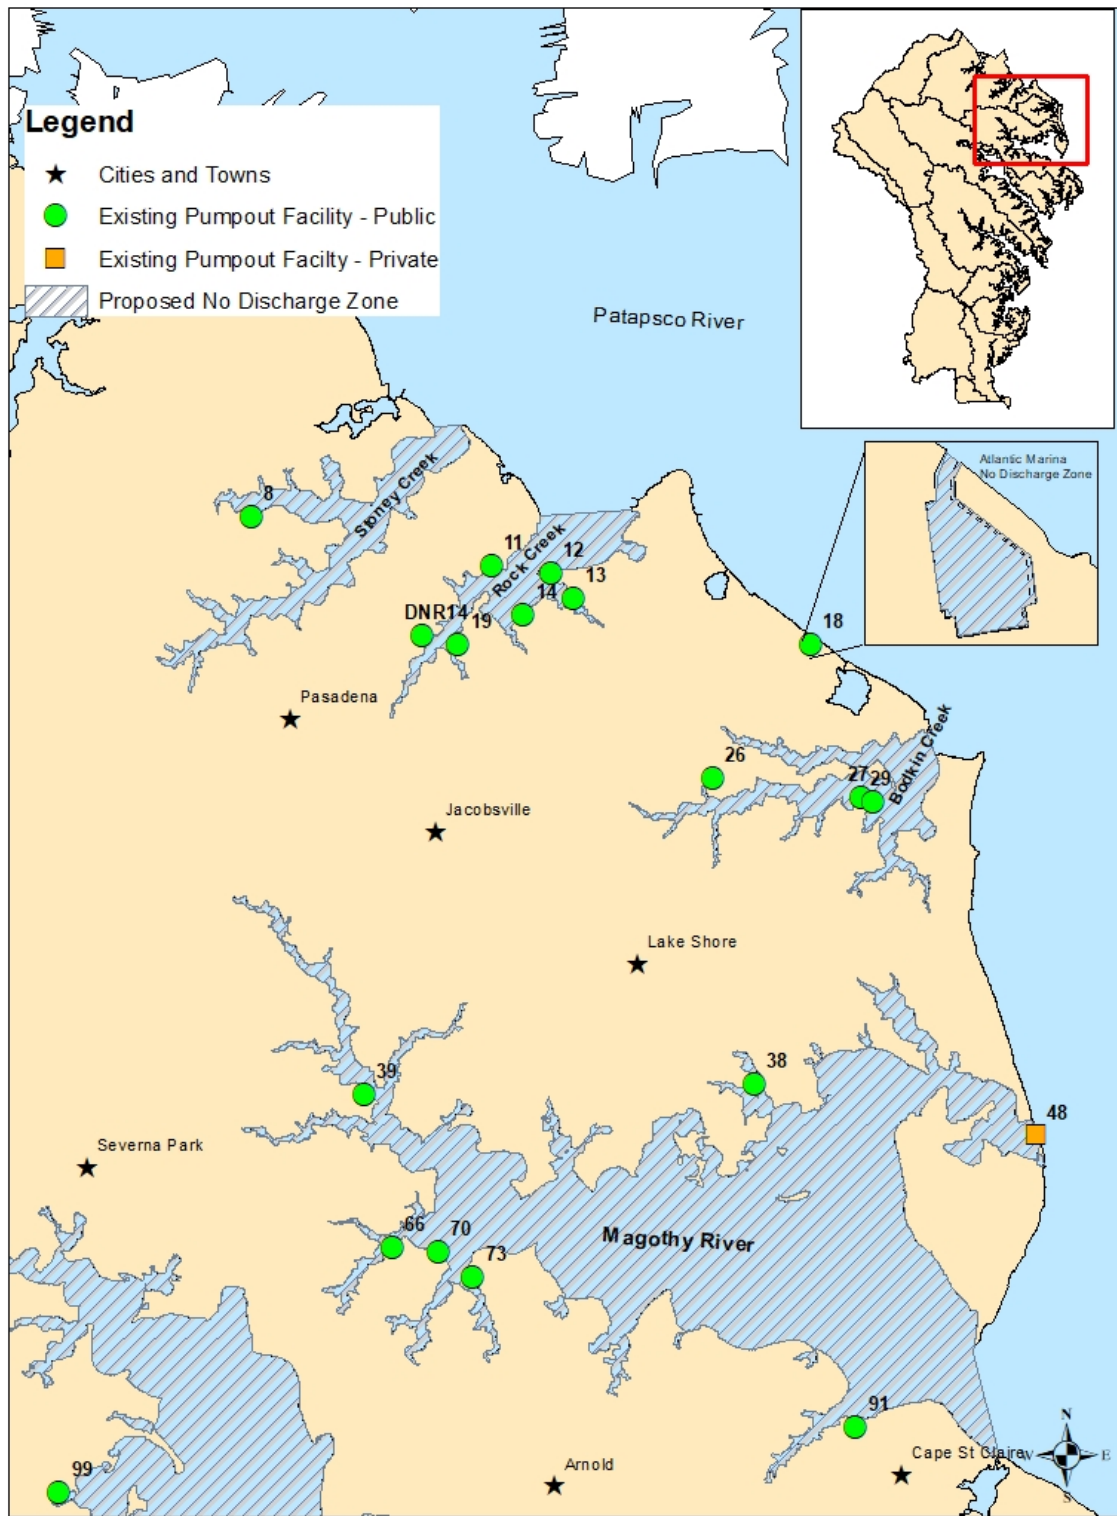 Legend
Cities and Towns
Existing Pumpout Facility - Public
Existing Pumpout Facilty - Private
Proposed No Discharge Zone
Patapsco River
Atlantic Marina
No Discharge Zone
Stoney Creek
8
11
Rock Creek
12
13
14
DNR14
19
18
Pasadena
Bodkin Creek
26
27
29
Jacobsville
Lake Shore
38
39
48
Severna Park
66
70
73
Magothy River
91
N
W
E
S
Cape St Claire
Arnold
99